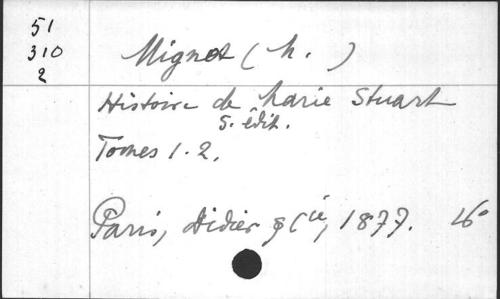 51
310
2
Mignet (M. )
Histoire de Marie Stuart
5. édit.
Tomes 1-2.
Paris, Didier & Cie, 1877. 16°